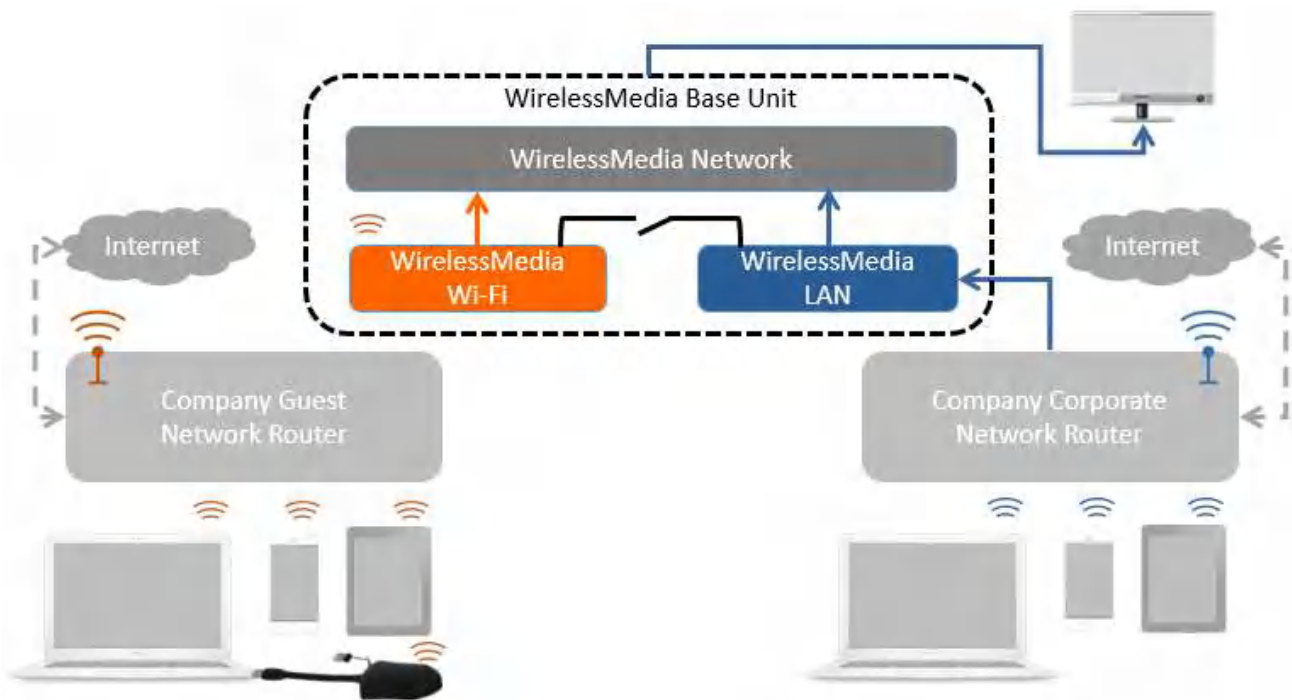 WirelessMedia Base Unit
WirelessMedia Network
Internet
WirelessMedia
Wi-Fi
WirelessMedia
LAN
Internet
Company Guest
Network Router
Company Corporate
Network Router